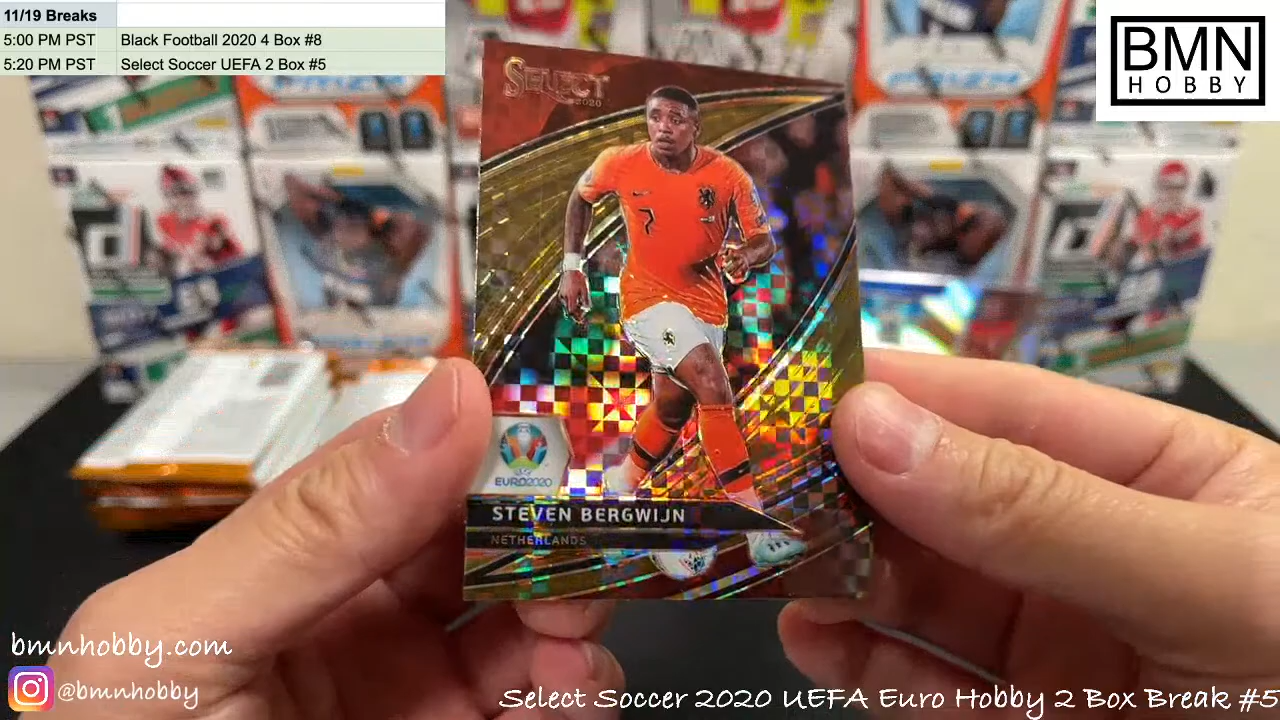 11/19 Breaks
5:00 PM PST Black Football 2020 4 Box #8
5:20 PM PST Select Soccer UEFA 2 Box #5
BMN
HOBBY
SELECT
2020
7
UEFA
EURO2020
STEVEN BERGWIJN
NETHERLANDS
bmnhobby.com
@bmnhobby
Select Soccer 2020 UEFA Euro Hobby 2 Box Break #5